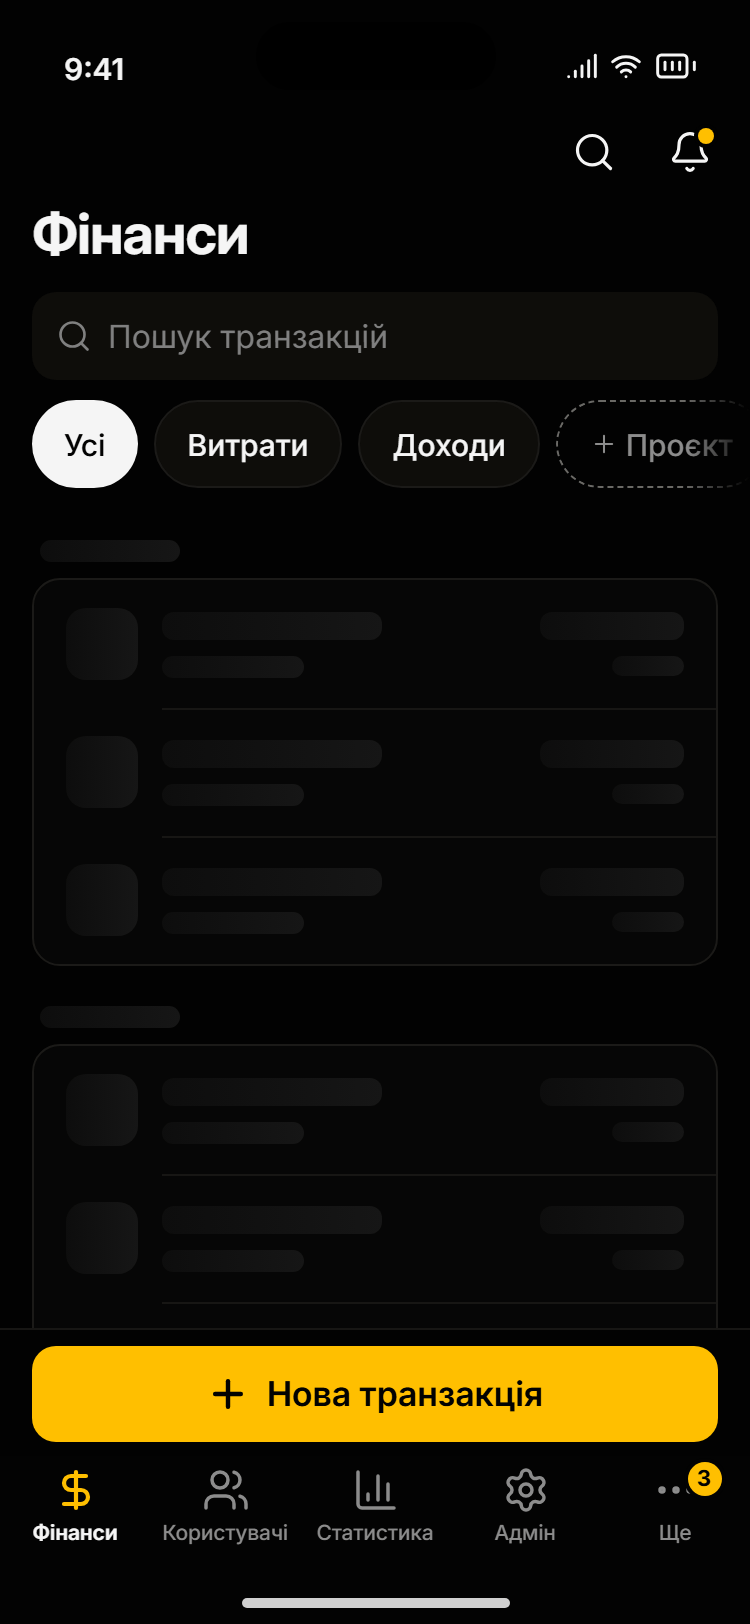 9:41
Фінанси
Пошук транзакцій
Усі
Витрати
Доходи
+ Проєкт
+ Нова транзакція
3
Фінанси
Користувачі
Статистика
Адмін
Ще